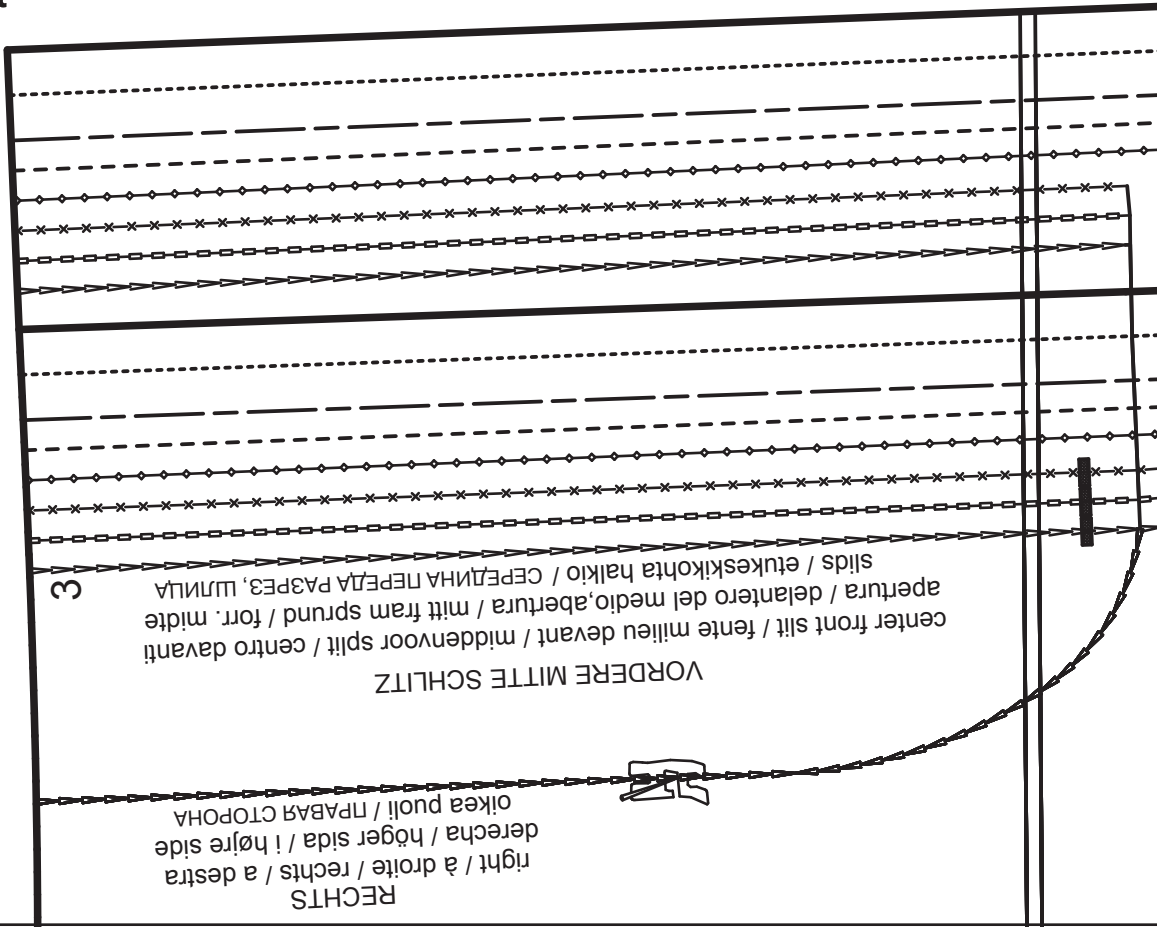 RECHTS
right / à droite / rechts / a destra
derecha / höger sida / i højre side
oikea puoli / ПРАВАЯ СТОРОНА
VORDERE MITTE SCHLITZ
center front slit / fente milieu devant / middenvoor split / centro davanti
apertura / delantero del medio,abertura / mitt fram sprund / forr. midte
slids / etukeskikohta halkio / СЕРЕДИНА ПЕРЕДА РАЗРЕЗ, ШЛИЦА
3